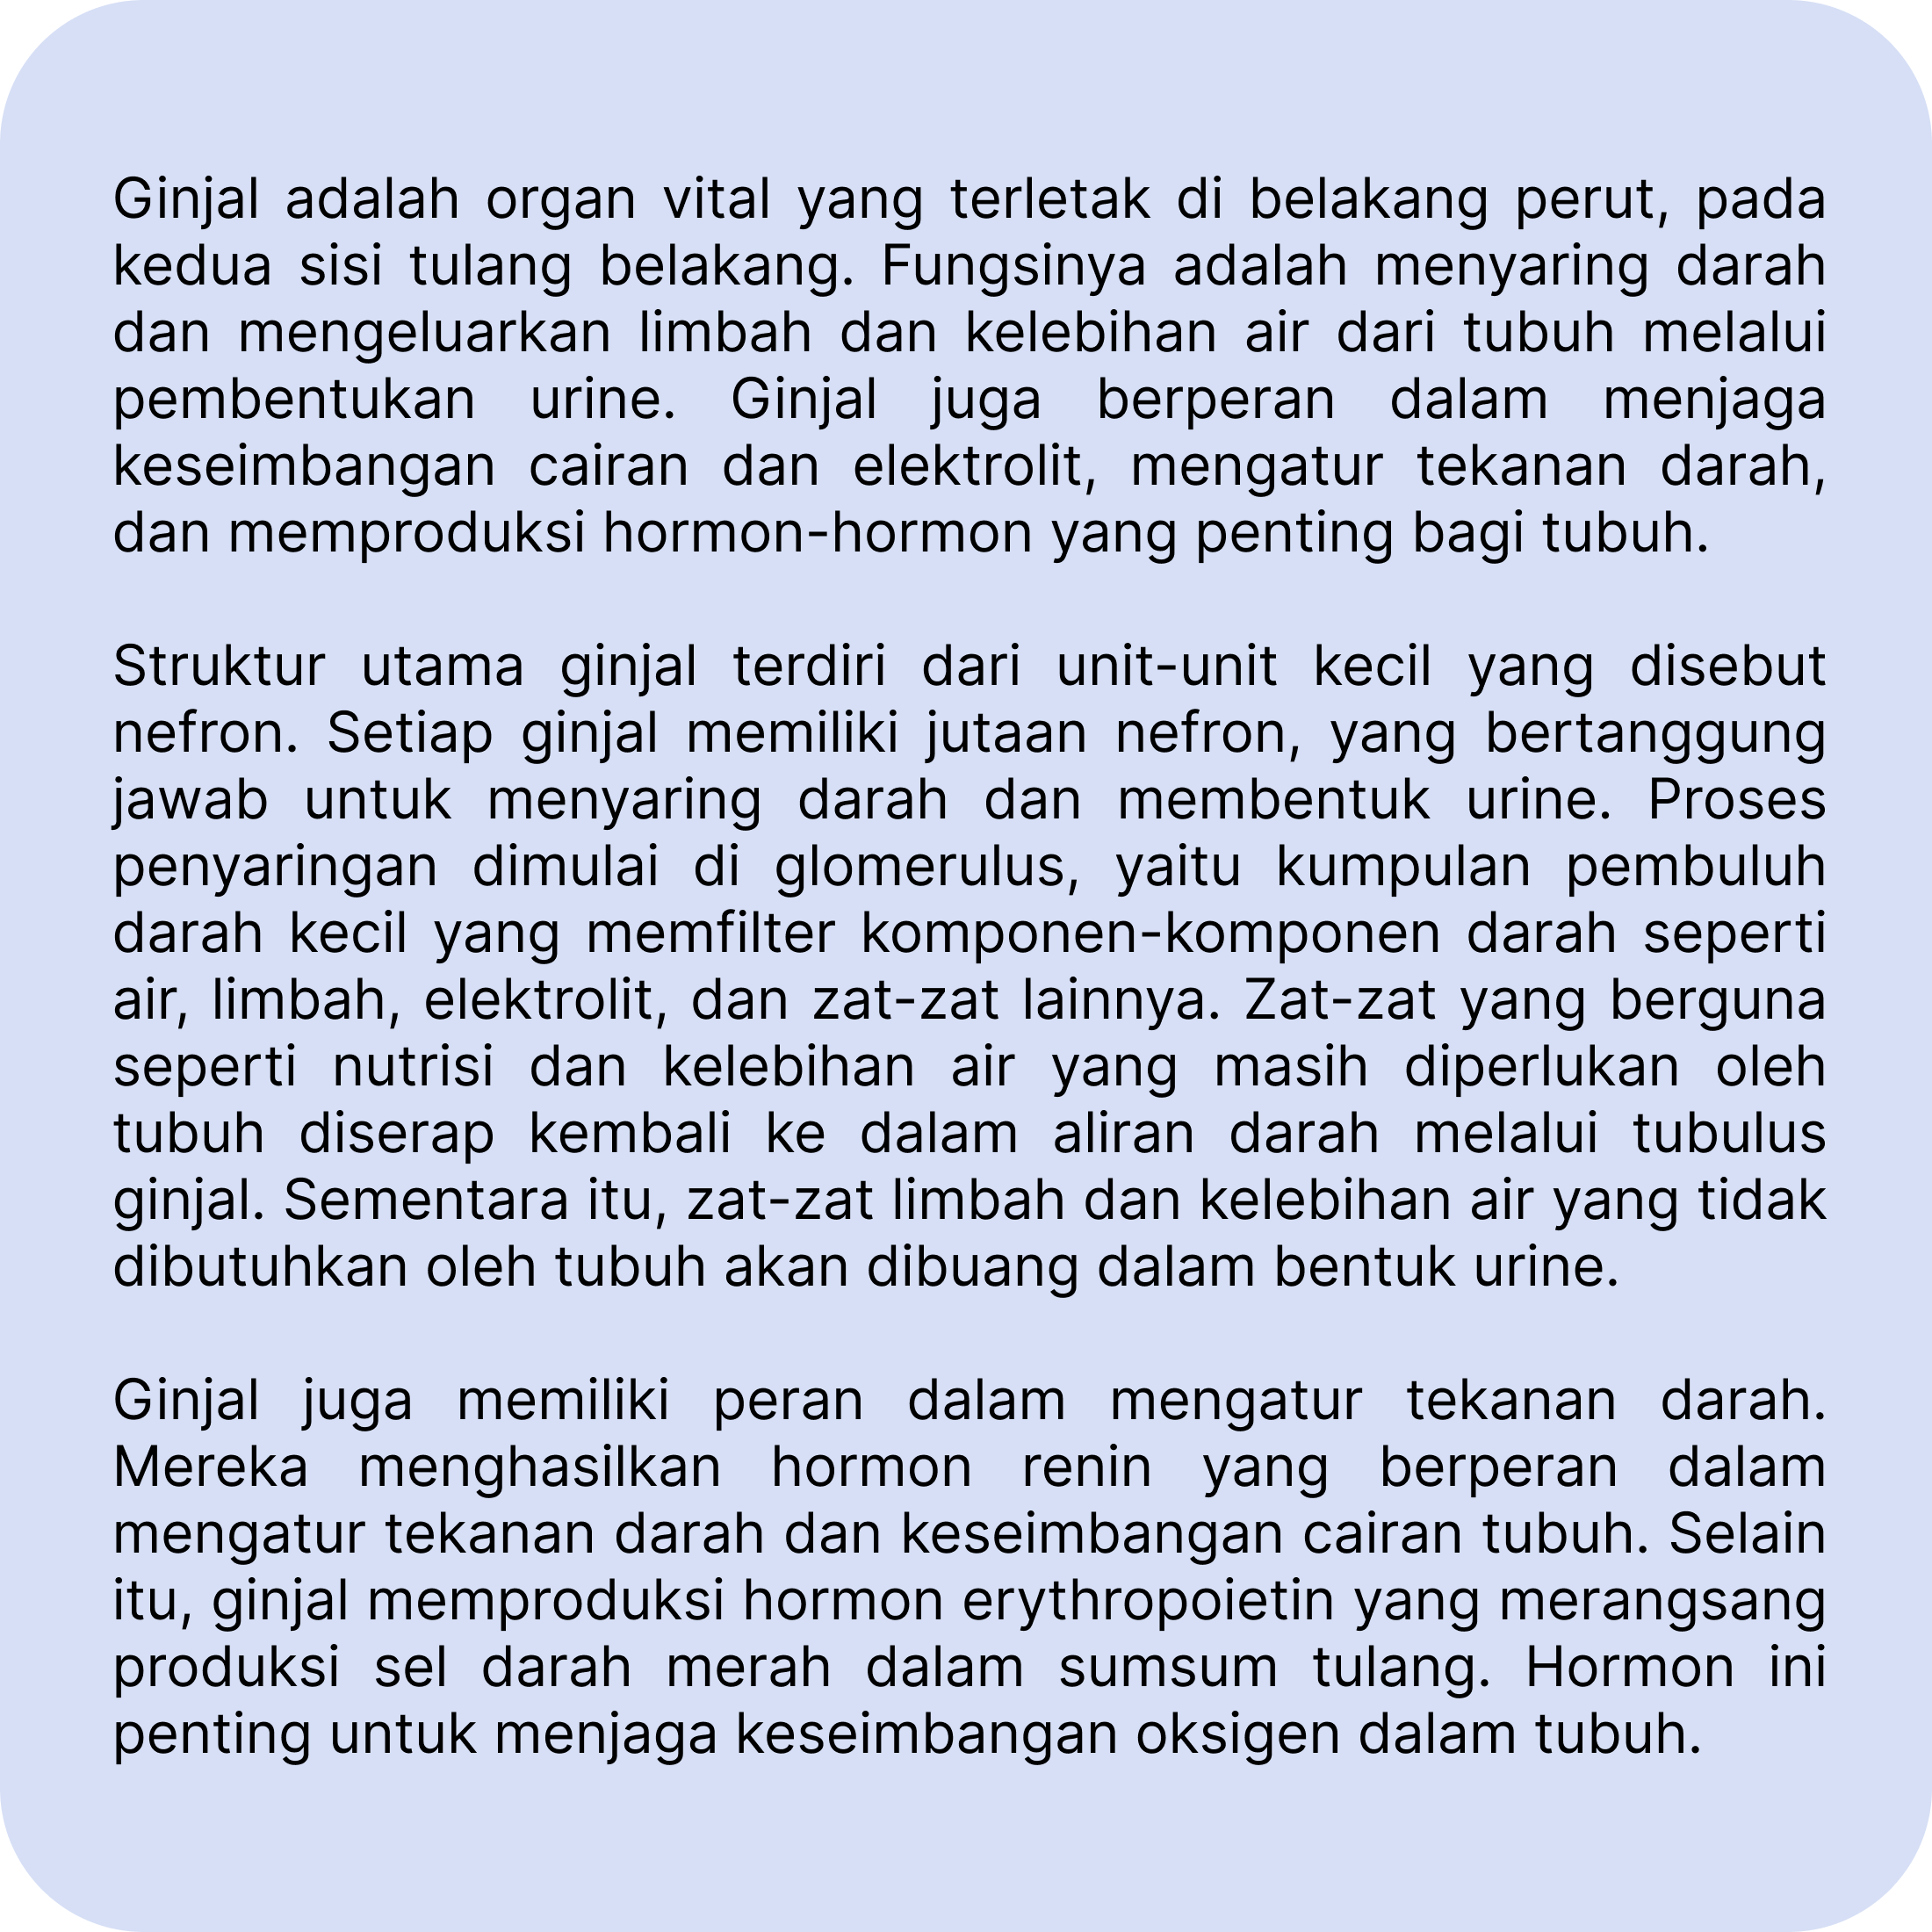 Ginjal adalah organ vital yang terletak di belakang perut, pada
kedua sisi tulang belakang. Fungsinya adalah menyaring darah
dan mengeluarkan limbah dan kelebihan air dari tubuh melalui
pembentukan urine. Ginjal juga berperan dalam menjaga
keseimbangan cairan dan elektrolit, mengatur tekanan darah,
dan memproduksi hormon-hormon yang penting bagi tubuh.
Struktur utama ginjal terdiri dari unit-unit kecil yang disebut
nefron. Setiap ginjal memiliki jutaan nefron, yang bertanggung
jawab untuk menyaring darah dan membentuk urine. Proses
penyaringan dimulai di glomerulus, yaitu kumpulan pembuluh
darah kecil yang memfilter komponen-komponen darah seperti
air, limbah, elektrolit, dan zat-zat lainnya. Zat-zat yang berguna
seperti nutrisi dan kelebihan air yang masih diperlukan oleh
tubuh diserap kembali ke dalam aliran darah melalui tubulus
ginjal. Sementara itu, zat-zat limbah dan kelebihan air yang tidak
dibutuhkan oleh tubuh akan dibuang dalam bentuk urine.
Ginjal juga memiliki peran dalam mengatur tekanan darah.
Mereka menghasilkan hormon renin yang berperan dalam
mengatur tekanan darah dan keseimbangan cairan tubuh. Selain
itu, ginjal memproduksi hormon erythropoietin yang merangsang
produksi sel darah merah dalam sumsum tulang. Hormon ini
penting untuk menjaga keseimbangan oksigen dalam tubuh.